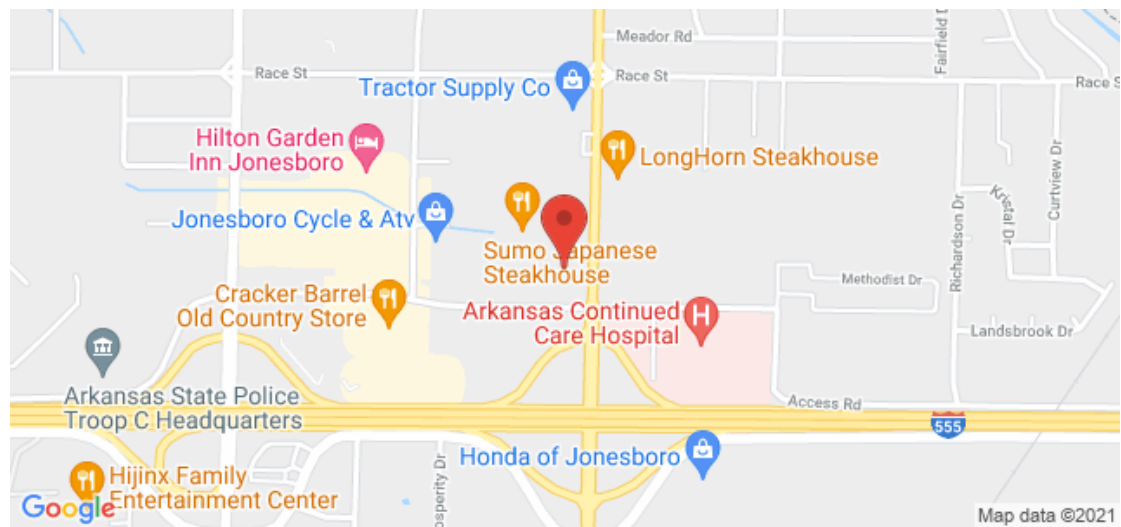 Meador Rd
Fairfield D
Race St
Race St
Race S
Tractor Supply Co
Hilton Garden
Inn Jonesboro
LongHorn Steakhouse
Curtview Dr
Kristal Dr
Richardson Dr
Jonesboro Cycle & Atv
Sumo Japanese
Steakhouse
Methodist Dr
Cracker Barrel
Old Country Store
Arkansas Continued
Care Hospital
H
Landsbrook Dr
Arkansas State Police
Troop C Headquarters
Access Rd
555
Honda of Jonesboro
osperity Dr
Hijinx Family
Entertainment Center
Google
Map data ©2021